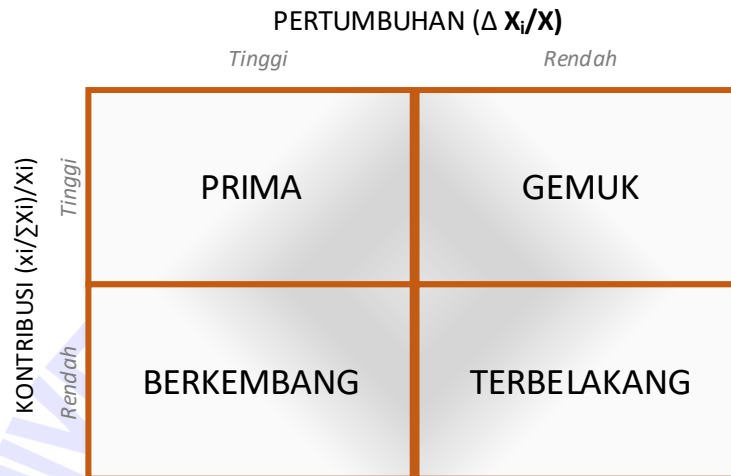 PERTUMBUHAN (Δ Xᵢ/X)
Tinggi Rendah
KONTRIBUSI (xi/∑Xi)/Xi)
Tinggi
PRIMA GEMUK
Rendah
BERKEMBANG TERBELAKANG